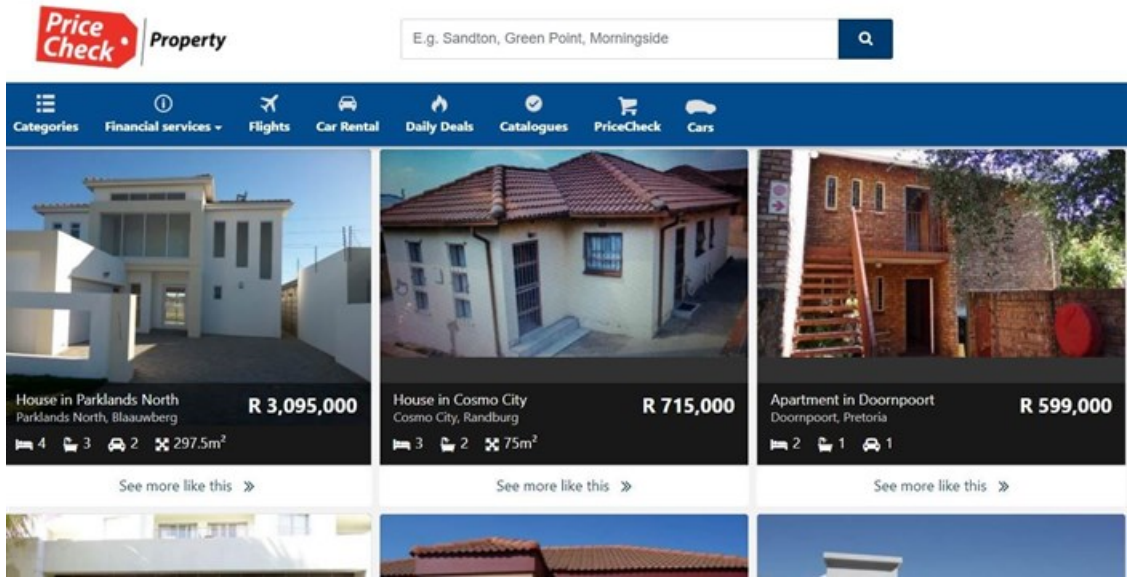 Price
Check
Property
E.g. Sandton, Green Point, Morningside
Categories
Financial services
Flights
Car Rental
Daily Deals
Catalogues
PriceCheck
Cars
House in Parklands North
Parklands North, Blaauwberg
R 3,095,000
4 3 2 297.5m²
See more like this »
House in Cosmo City
Cosmo City, Randburg
R 715,000
3 2 75m²
See more like this »
Apartment in Doornpoort
Doornpoort, Pretoria
R 599,000
2 1 1
See more like this »